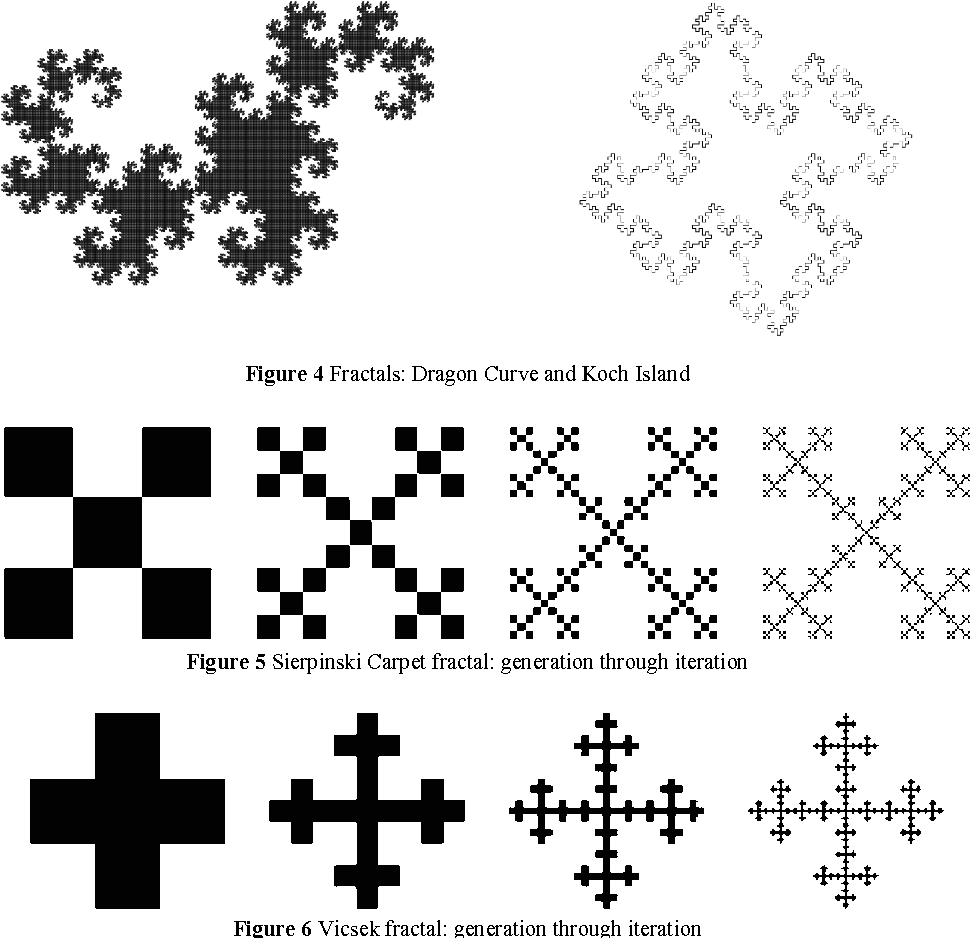 Figure 4 Fractals: Dragon Curve and Koch Island
Figure 5 Sierpinski Carpet fractal: generation through iteration
Figure 6 Vicsek fractal: generation through iteration